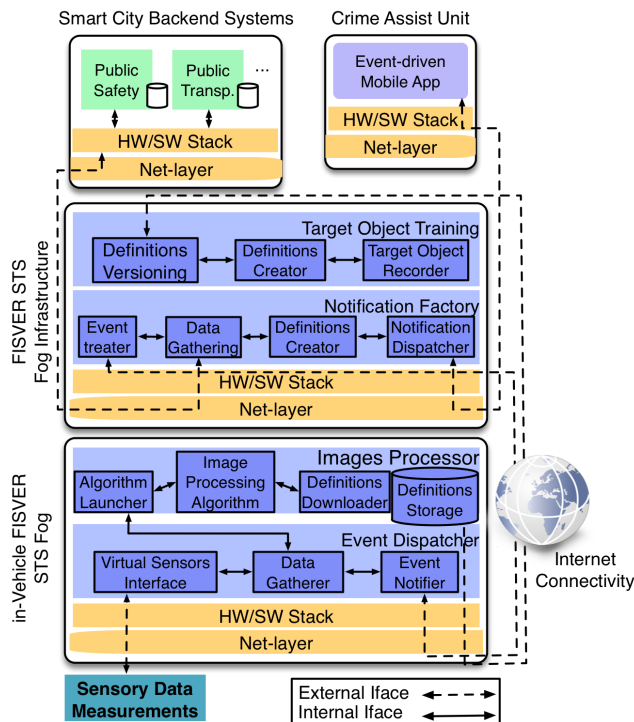 Smart City Backend Systems
Crime Assist Unit
Public
Safety
Public
Transp.
...
HW/SW Stack
Net-layer
Event-driven
Mobile App
HW/SW Stack
Net-layer
FISVER STS
Fog Infrastructure
Target Object Training
Definitions
Versioning
Definitions
Creator
Target Object
Recorder
Notification Factory
Event
treater
Data
Gathering
Definitions
Creator
Notification
Dispatcher
HW/SW Stack
Net-layer
in-Vehicle FISVER
STS Fog
Images Processor
Algorithm
Launcher
Image
Processing
Algorithm
Definitions
Downloader
Definitions
Storage
Event Dispatcher
Virtual Sensors
Interface
Data
Gatherer
Event
Notifier
HW/SW Stack
Net-layer
Internet
Connectivity
Sensory Data
Measurements
External Iface
Internal Iface